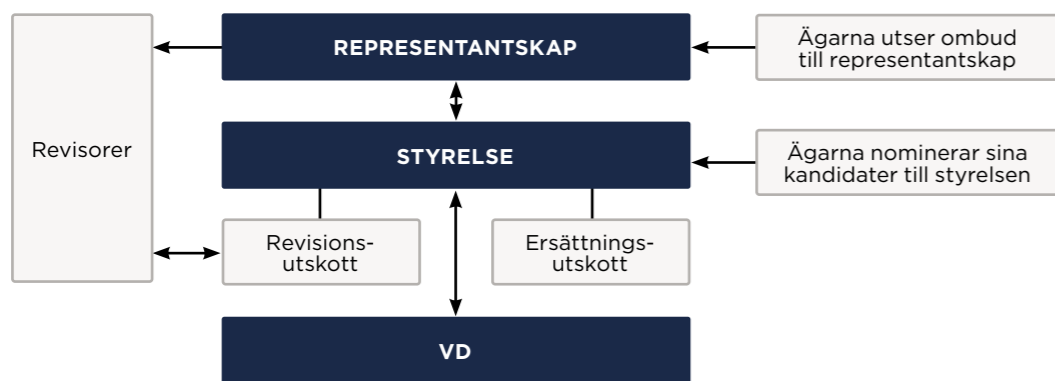 REPRESENTANTSKAP
Ägarna utser ombud
till representantskap
Revisorer
STYRELSE
Ägarna nominerar sina
kandidater till styrelsen
Revisions-
utskott
Ersättnings-
utskott
VD